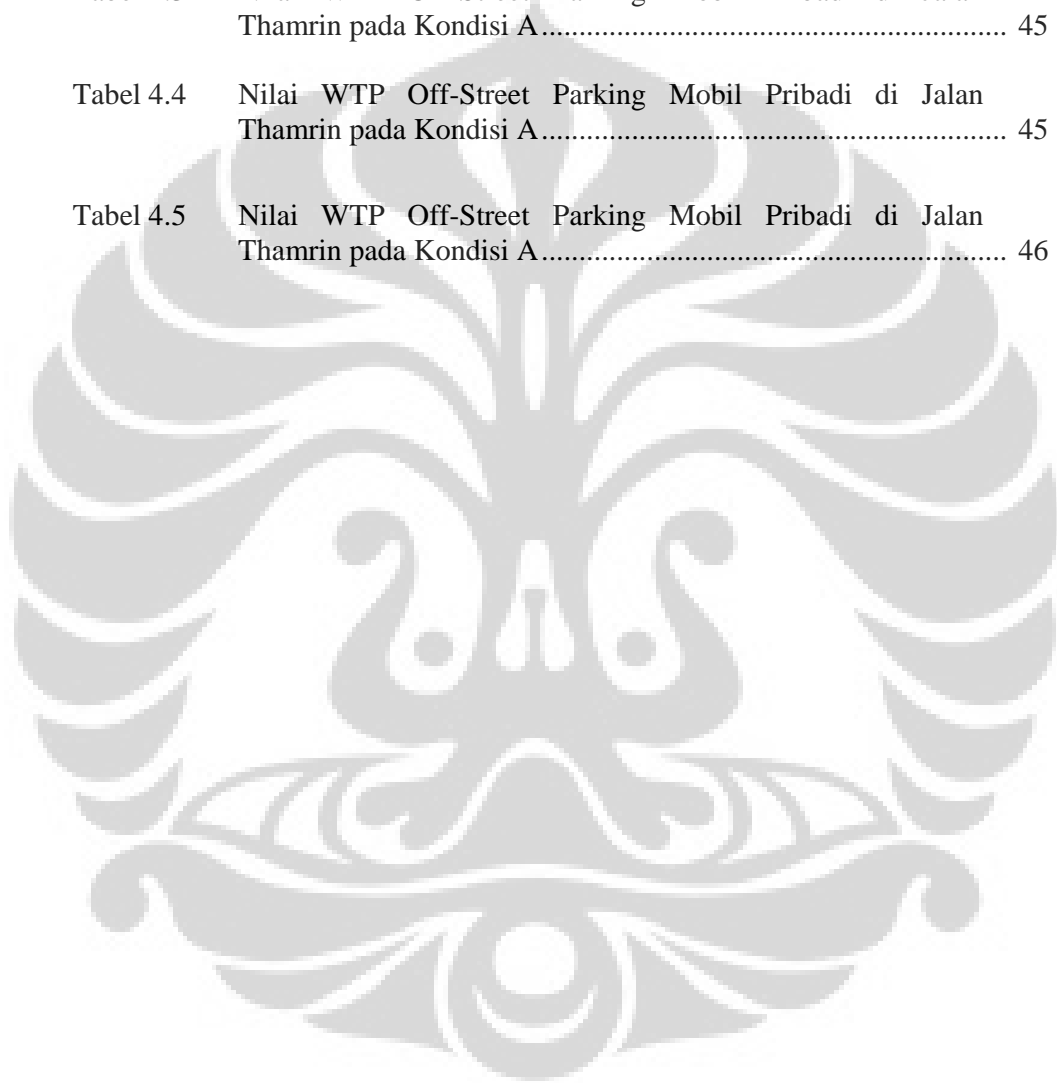 Thamrin pada Kondisi A.................................................................. 45
Tabel 4.4 Nilai WTP Off-Street Parking Mobil Pribadi di Jalan
Thamrin pada Kondisi A.................................................................. 45
Tabel 4.5 Nilai WTP Off-Street Parking Mobil Pribadi di Jalan
Thamrin pada Kondisi A.................................................................. 46